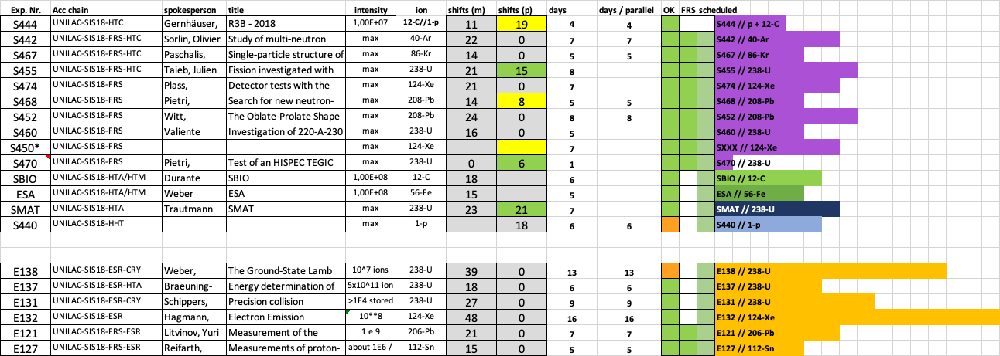 Exp. Nr. Acc chain spokesperson title intensity ion shifts (m) shifts (p) days days / parallel OK FRS scheduled
S444 UNILAC-SIS18-HTC Gernhäuser, R3B - 2018 1,00E+07 12-C//1-p 11 19 4 4 S444 // p + 12-C
S442 UNILAC-SIS18-FRS-HTC Sorlin, Olivier Study of multi-neutron max 40-Ar 22 0 7 7 S442 // 40-Ar
S467 UNILAC-SIS18-FRS-HTC Paschalis, Single-particle structure of max 86-Kr 14 0 5 5 S467 // 86-Kr
S455 UNILAC-SIS18-FRS-HTC Taieb, Julien Fission investigated with max 238-U 21 15 8 S455 // 238-U
S474 UNILAC-SIS18-FRS Plass, Detector tests with the max 124-Xe 21 0 7 S474 // 124-Xe
S468 UNILAC-SIS18-FRS Pietri, Search for new neutron- max 208-Pb 14 8 5 5 S468 // 208-Pb
S452 UNILAC-SIS18-FRS Witt, The Oblate-Prolate Shape max 208-Pb 24 0 8 8 S452 // 208-Pb
S460 UNILAC-SIS18-FRS Valiente Investigation of 220-A-230 max 238-U 16 0 5 S460 // 238-U
S450* UNILAC-SIS18-FRS max 124-Xe 7 SXXX // 124-Xe
S470 UNILAC-SIS18-FRS Pietri, Test of an HISPEC TEGIC max 238-U 0 6 1 S470 // 238-U
SBIO UNILAC-SIS18-HTA/HTM Durante SBIO 1,00E+08 12-C 18 6 SBIO // 12-C
ESA UNILAC-SIS18-HTA/HTM Weber ESA 1,00E+08 56-Fe 15 5 ESA // 56-Fe
SMAT UNILAC-SIS18-HTA Trautmann SMAT max 238-U 23 21 7 SMAT // 238-U
S440 UNILAC-SIS18-HHT max 1-p 18 6 6 S440 // 1-p
E138 UNILAC-SIS18-ESR-CRY Weber, The Ground-State Lamb 10^7 ions 238-U 39 0 13 13 E138 // 238-U
E137 UNILAC-SIS18-ESR-HTA Braeuning- Energy determination of 5x10^11 ion 238-U 18 0 6 6 E137 // 238-U
E131 UNILAC-SIS18-ESR-CRY Schippers, Precision collision >1E4 stored 238-U 27 0 9 9 E131 // 238-U
E132 UNILAC-SIS18-ESR Hagmann, Electron Emission 10**8 124-Xe 48 0 16 16 E132 // 124-Xe
E121 UNILAC-SIS18-FRS-ESR Litvinov, Yuri Measurement of the 1 e 9 206-Pb 21 0 7 7 E121 // 206-Pb
E127 UNILAC-SIS18-FRS-ESR Reifarth, Measurements of proton- about 1E6 / 112-Sn 15 0 5 5 E127 // 112-Sn